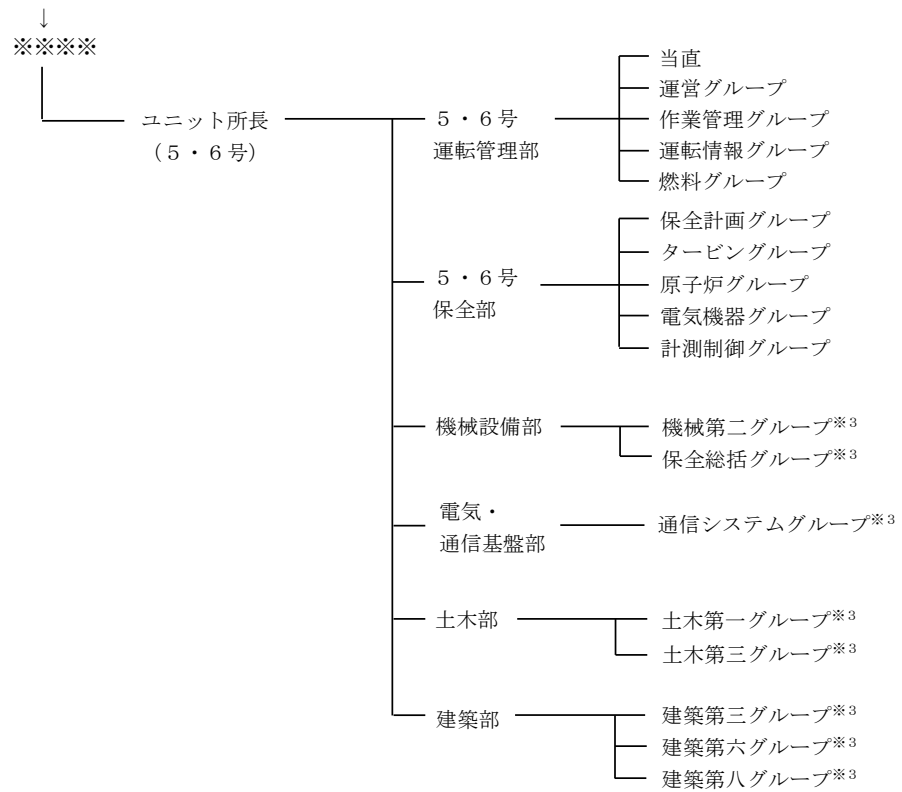 ↓
※※※※
ユニット所長
(5・6号)
5・6号
運転管理部
当直
運営グループ
作業管理グループ
運転情報グループ
燃料グループ
5・6号
保全部
保全計画グループ
タービングループ
原子炉グループ
電気機器グループ
計測制御グループ
機械設備部
機械第二グループ※3
保全総括グループ※3
電気・
通信基盤部
通信システムグループ※3
土木部
土木第一グループ※3
土木第三グループ※3
建築部
建築第三グループ※3
建築第六グループ※3
建築第八グループ※3